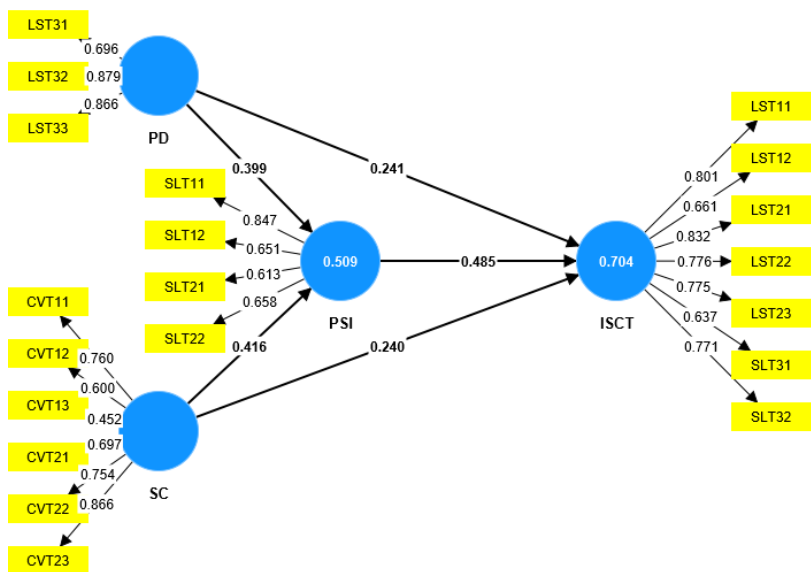 LST31
0.696
LST32
0.879
LST33
0.866
PD
0.399
0.241
SLT11
0.847
SLT12
0.651
SLT21
0.613
SLT22
0.658
0.509
PSI
0.485
0.416
0.240
CVT11
0.760
CVT12
0.600
CVT13
0.452
CVT21
0.697
CVT22
0.754
CVT23
0.866
SC
0.704
ISCT
LST11
0.801
LST12
0.661
LST21
0.832
LST22
0.776
LST23
0.775
SLT31
0.637
SLT32
0.771